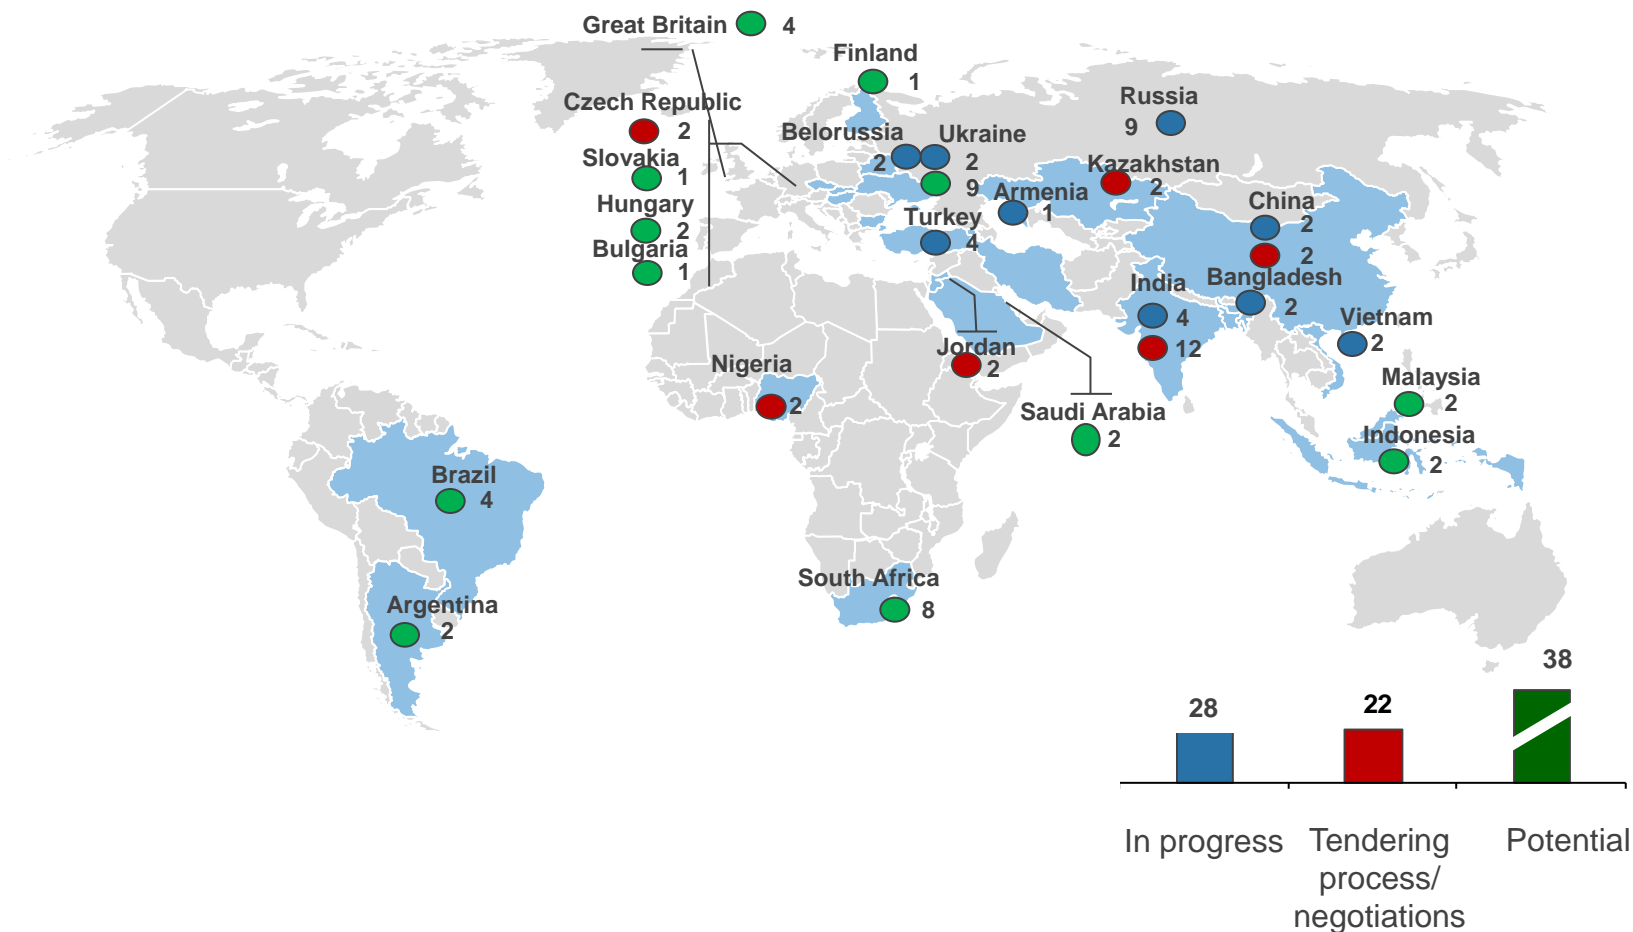 Great Britain 4
Finland
1
Czech Republic
2
Slovakia
1
Hungary
2
Bulgaria
1
Belorussia
2
Ukraine
2
9
Russia
9
Kazakhstan
2
Armenia
1
Turkey
4
China
2
2
India
4
12
Bangladesh
2
Vietnam
2
Jordan
2
Nigeria
2
Saudi Arabia
2
Malaysia
2
Indonesia
2
Brazil
4
Argentina
2
South Africa
8
28
22
38
In progress
Tendering
process/
negotiations
Potential